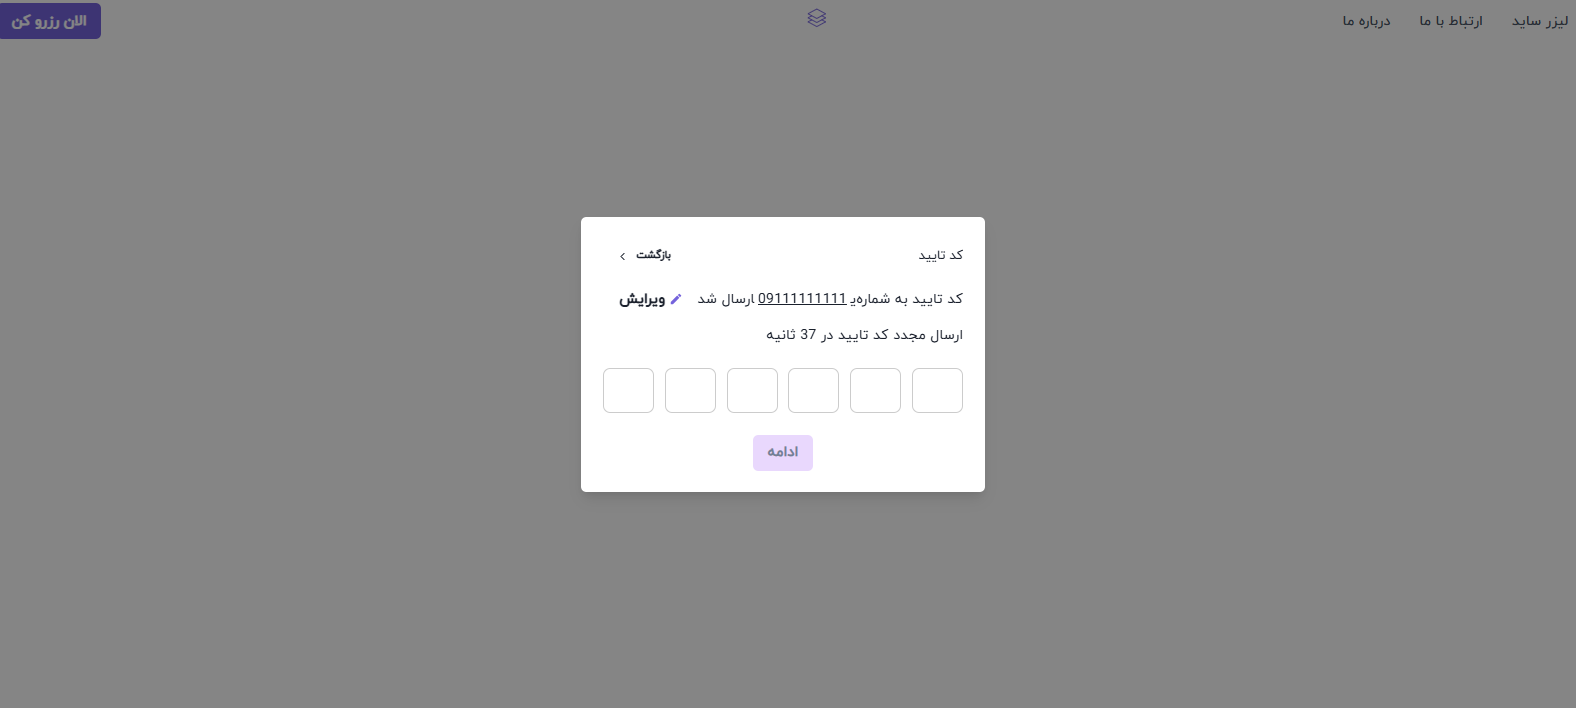 لیزر ساید ارتباط با ما درباره ما الان رزرو کن
کد تایید بازگشت
کد تایید به شماره‌ی 09111111111 ارسال شد ویرایش
ارسال مجدد کد تایید در 37 ثانیه
ادامه